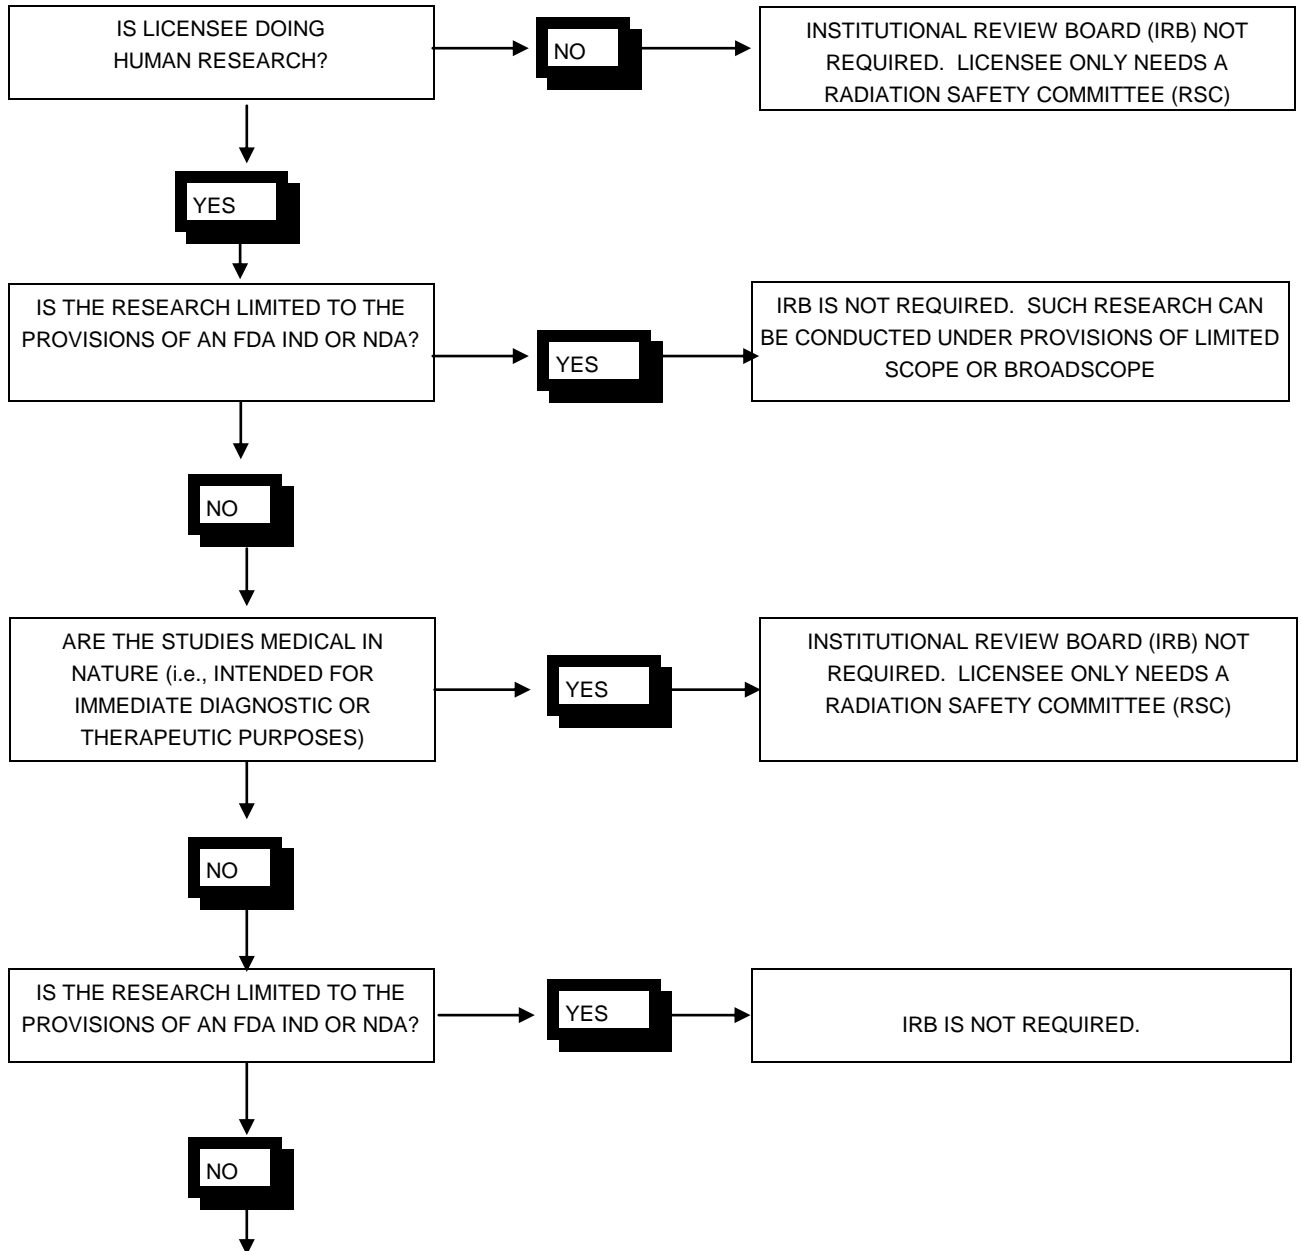 IS LICENSEE DOING
HUMAN RESEARCH?
NO
INSTITUTIONAL REVIEW BOARD (IRB) NOT
REQUIRED.  LICENSEE ONLY NEEDS A
RADIATION SAFETY COMMITTEE (RSC)
YES
IS THE RESEARCH LIMITED TO THE
PROVISIONS OF AN FDA IND OR NDA?
YES
IRB IS NOT REQUIRED.  SUCH RESEARCH CAN
BE CONDUCTED UNDER PROVISIONS OF LIMITED
SCOPE OR BROADSCOPE
NO
ARE THE STUDIES MEDICAL IN
NATURE (i.e., INTENDED FOR
IMMEDIATE DIAGNOSTIC OR
THERAPEUTIC PURPOSES)
YES
INSTITUTIONAL REVIEW BOARD (IRB) NOT
REQUIRED.  LICENSEE ONLY NEEDS A
RADIATION SAFETY COMMITTEE (RSC)
NO
IS THE RESEARCH LIMITED TO THE
PROVISIONS OF AN FDA IND OR NDA?
YES
IRB IS NOT REQUIRED.
NO